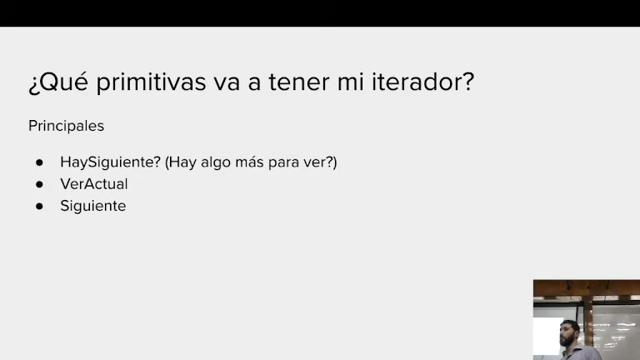 ¿Qué primitivas va a tener mi iterador?
Principales
● HaySiguiente? (Hay algo más para ver?)
● VerActual
● Siguiente